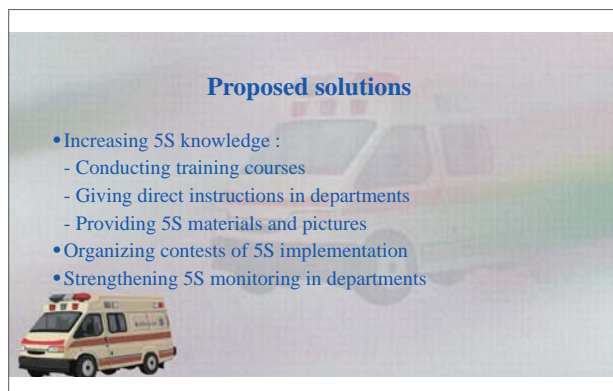 Proposed solutions
•Increasing 5S knowledge :
- Conducting training courses
- Giving direct instructions in departments
- Providing 5S materials and pictures
•Organizing contests of 5S implementation
•Strengthening 5S monitoring in departments